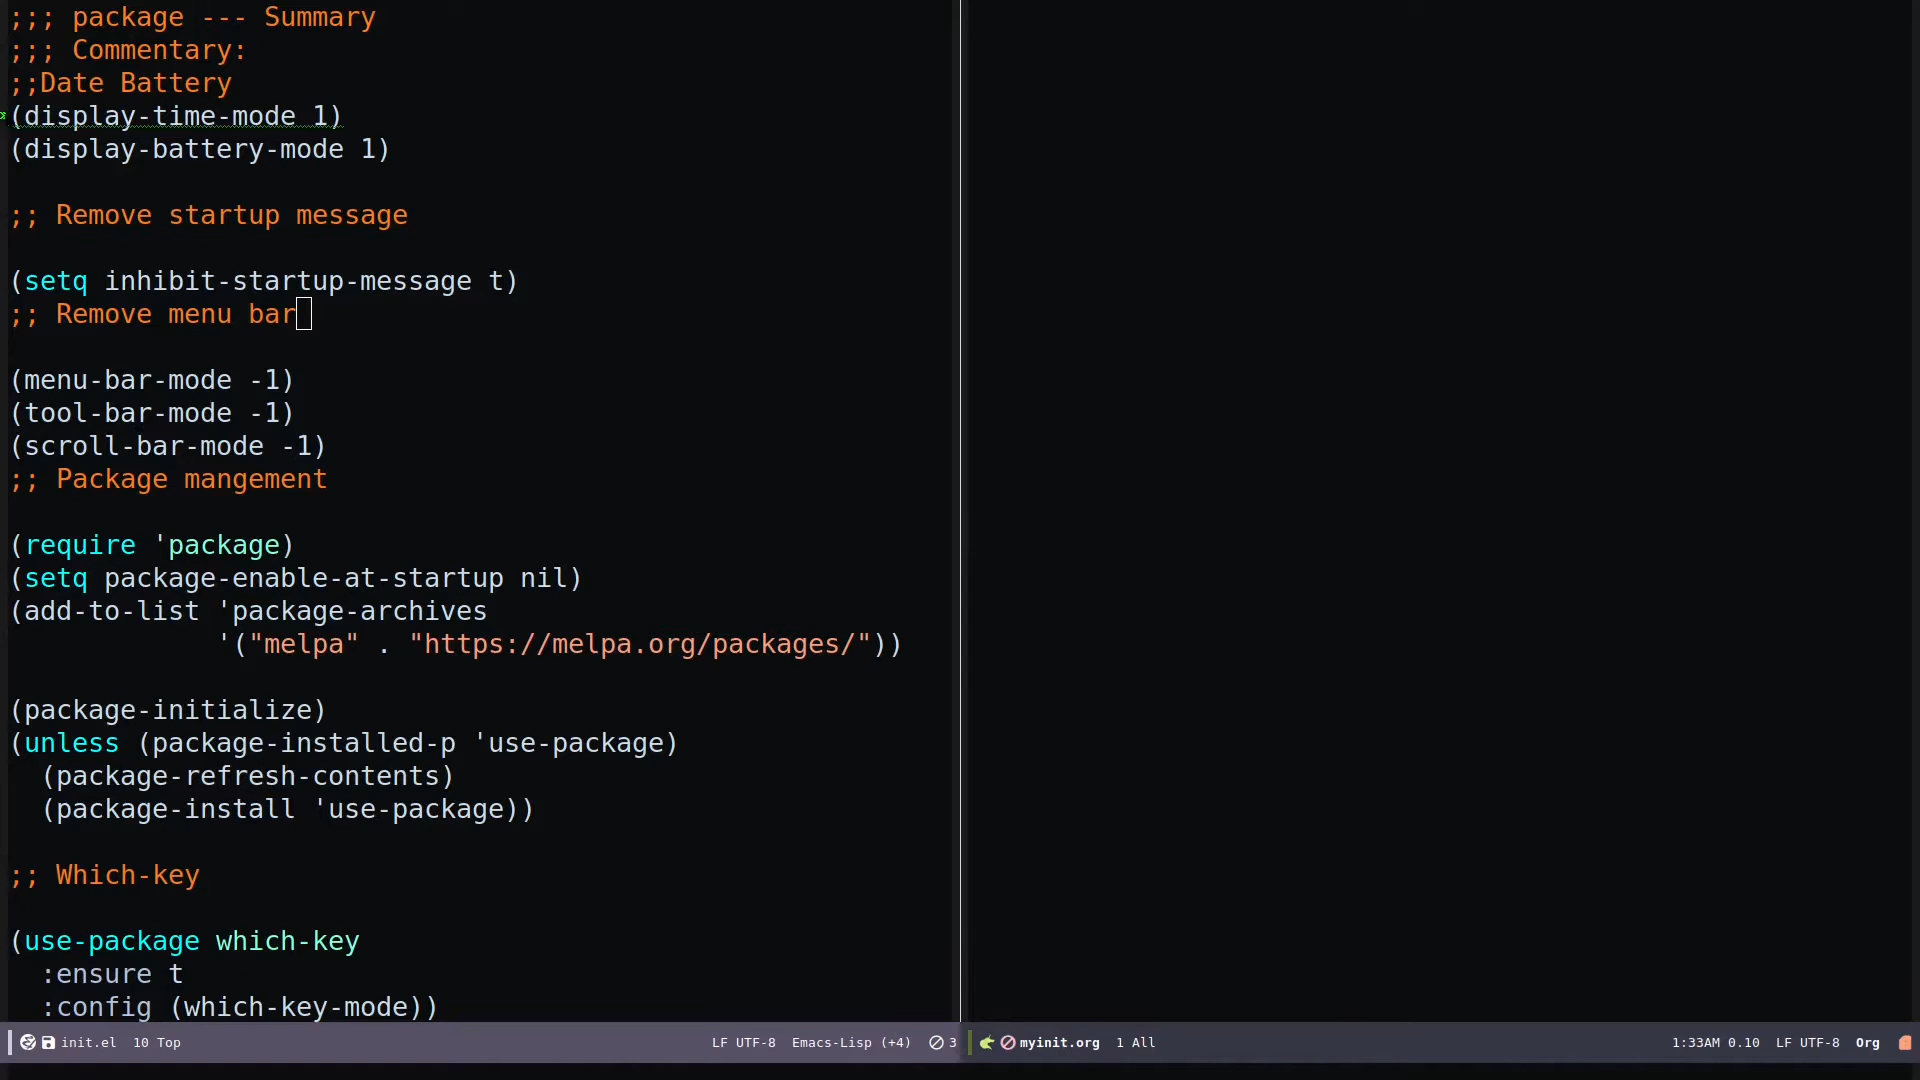 ;;; package --- Summary
;;; Commentary:
;;Date Battery
(display-time-mode 1)
(display-battery-mode 1)
;; Remove startup message
(setq inhibit-startup-message t)
;; Remove menu bar
(menu-bar-mode -1)
(tool-bar-mode -1)
(scroll-bar-mode -1)
;; Package mangement
(require 'package)
(setq package-enable-at-startup nil)
(add-to-list 'package-archives
             '("melpa" . "https://melpa.org/packages/"))
(package-initialize)
(unless (package-installed-p 'use-package)
  (package-refresh-contents)
  (package-install 'use-package))
;; Which-key
(use-package which-key
  :ensure t
  :config (which-key-mode))
init.el 10 Top LF UTF-8 Emacs-Lisp (+4) 3
myinit.org 1 All 1:33AM 0.10 LF UTF-8 Org